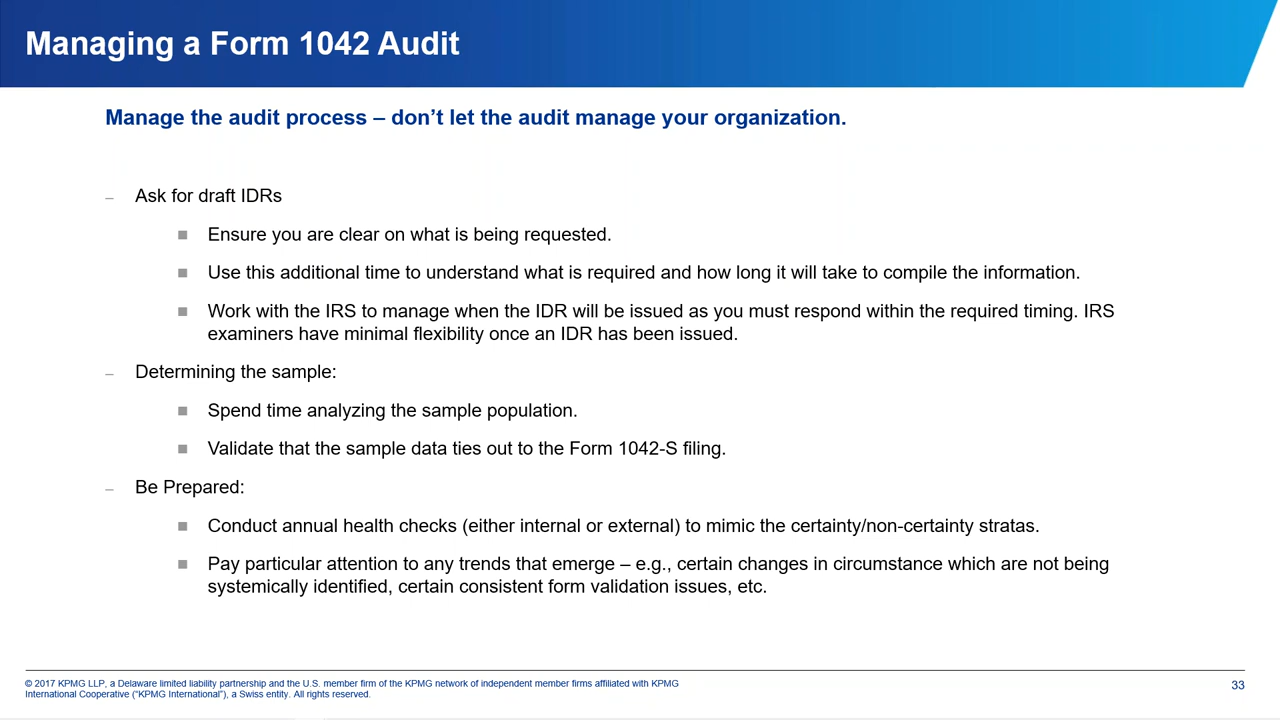 Managing a Form 1042 Audit
Manage the audit process – don’t let the audit manage your organization.
– Ask for draft IDRs
■ Ensure you are clear on what is being requested.
■ Use this additional time to understand what is required and how long it will take to compile the information.
■ Work with the IRS to manage when the IDR will be issued as you must respond within the required timing. IRS
examiners have minimal flexibility once an IDR has been issued.
– Determining the sample:
■ Spend time analyzing the sample population.
■ Validate that the sample data ties out to the Form 1042-S filing.
– Be Prepared:
■ Conduct annual health checks (either internal or external) to mimic the certainty/non-certainty stratas.
■ Pay particular attention to any trends that emerge – e.g., certain changes in circumstance which are not being
systemically identified, certain consistent form validation issues, etc.
© 2017 KPMG LLP, a Delaware limited liability partnership and the U.S. member firm of the KPMG network of independent member firms affiliated with KPMG
International Cooperative (“KPMG International”), a Swiss entity. All rights reserved.
33